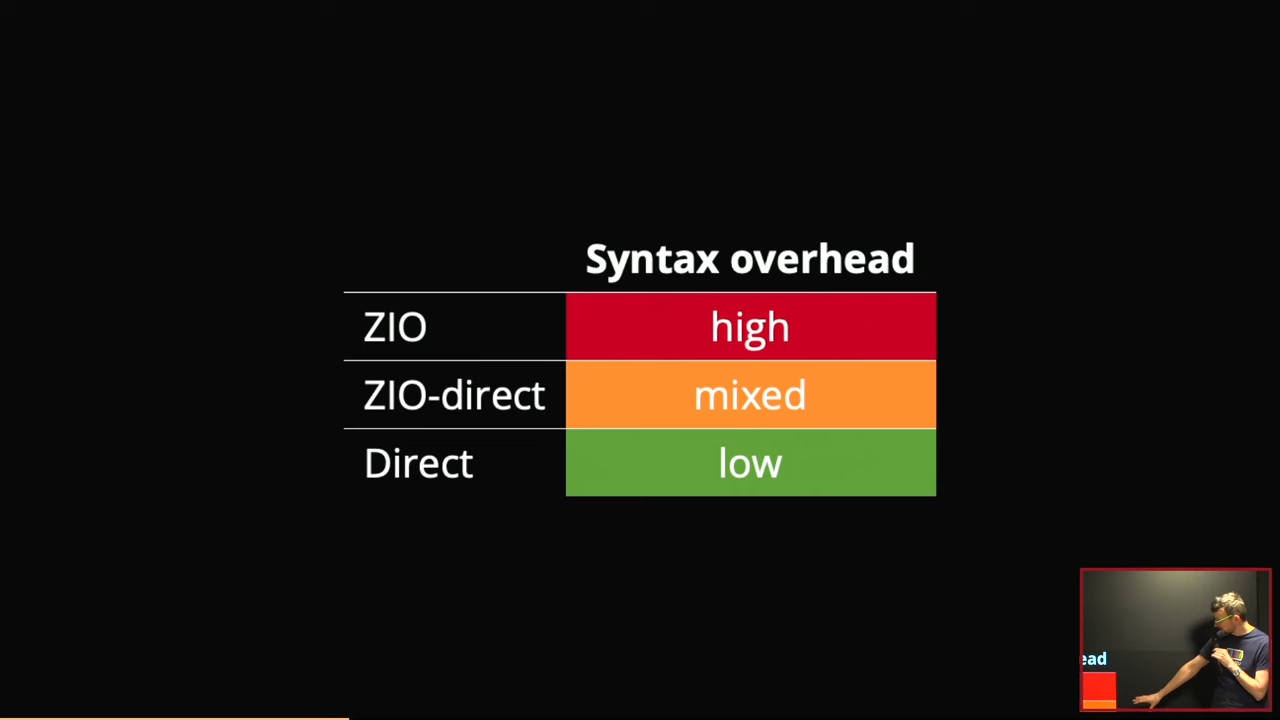 Syntax overhead
ZIO high
ZIO-direct mixed
Direct low
ead